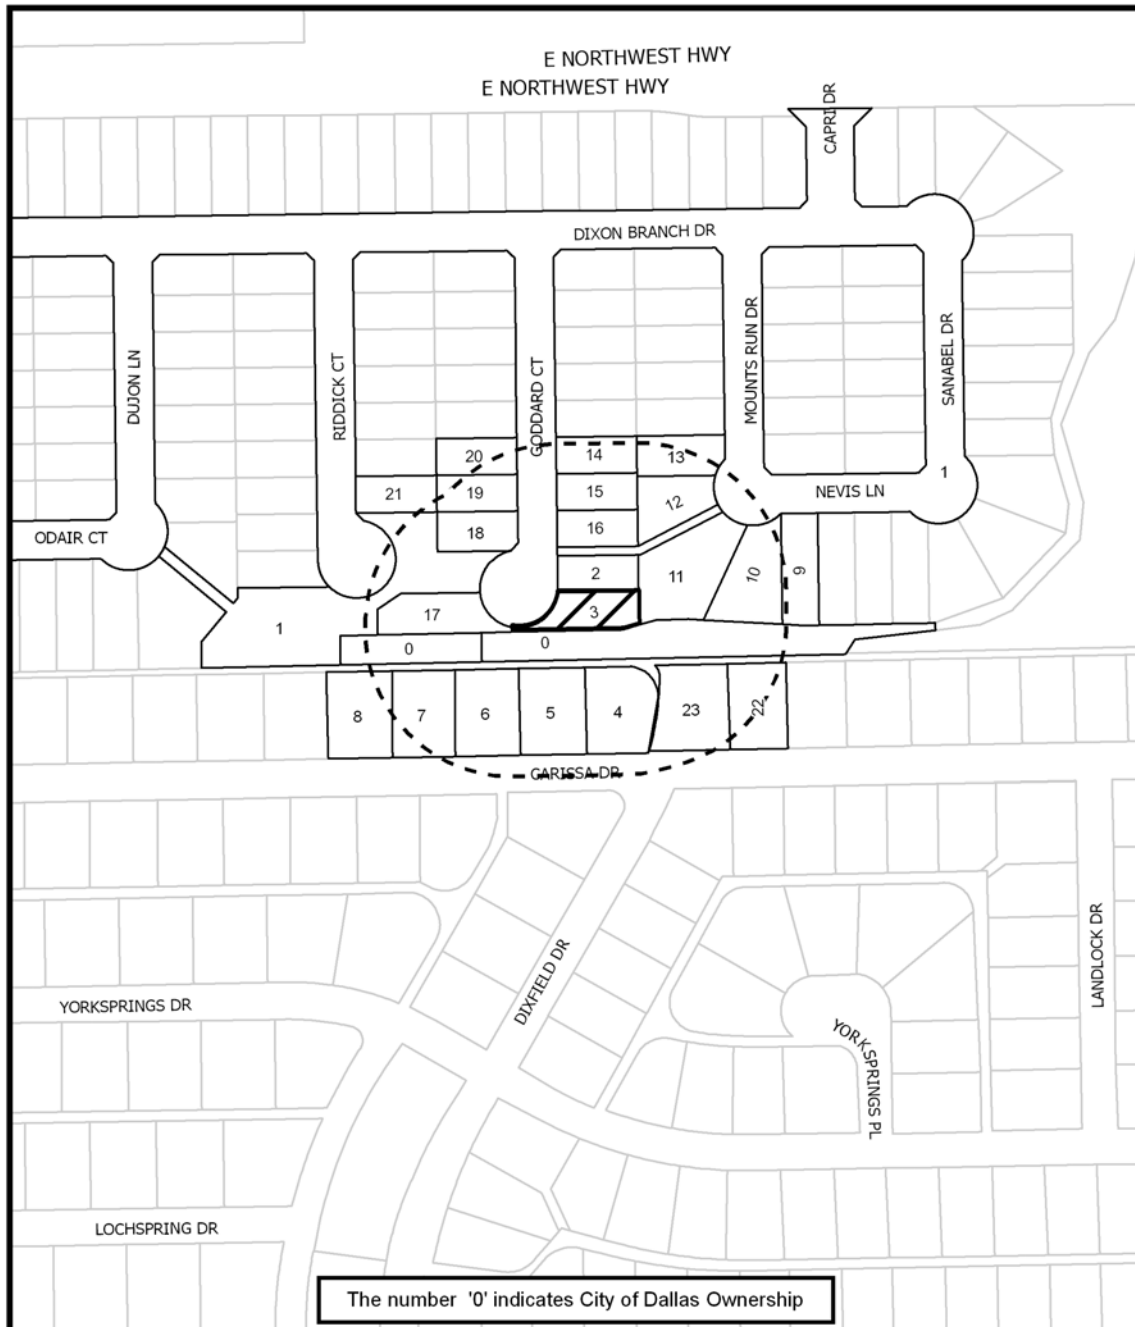 E NORTHWEST HWY
E NORTHWEST HWY
CAPRI DR
DIXON BRANCH DR
DUJON LN
RIDDICK CT
GODDARD CT
MOUNTS RUN DR
SANABEL DR
20
14
13
1
21
19
15
12
NEVIS LN
18
16
ODAIR CT
2
11
10
9
1
17
3
0
0
8
7
6
5
4
23
22
GARISSA DR
DIXFIELD DR
LANDLOCK DR
YORKSPRINGS DR
YORKSPRINGS PL
LOCHSPRING DR
The number '0' indicates City of Dallas Ownership